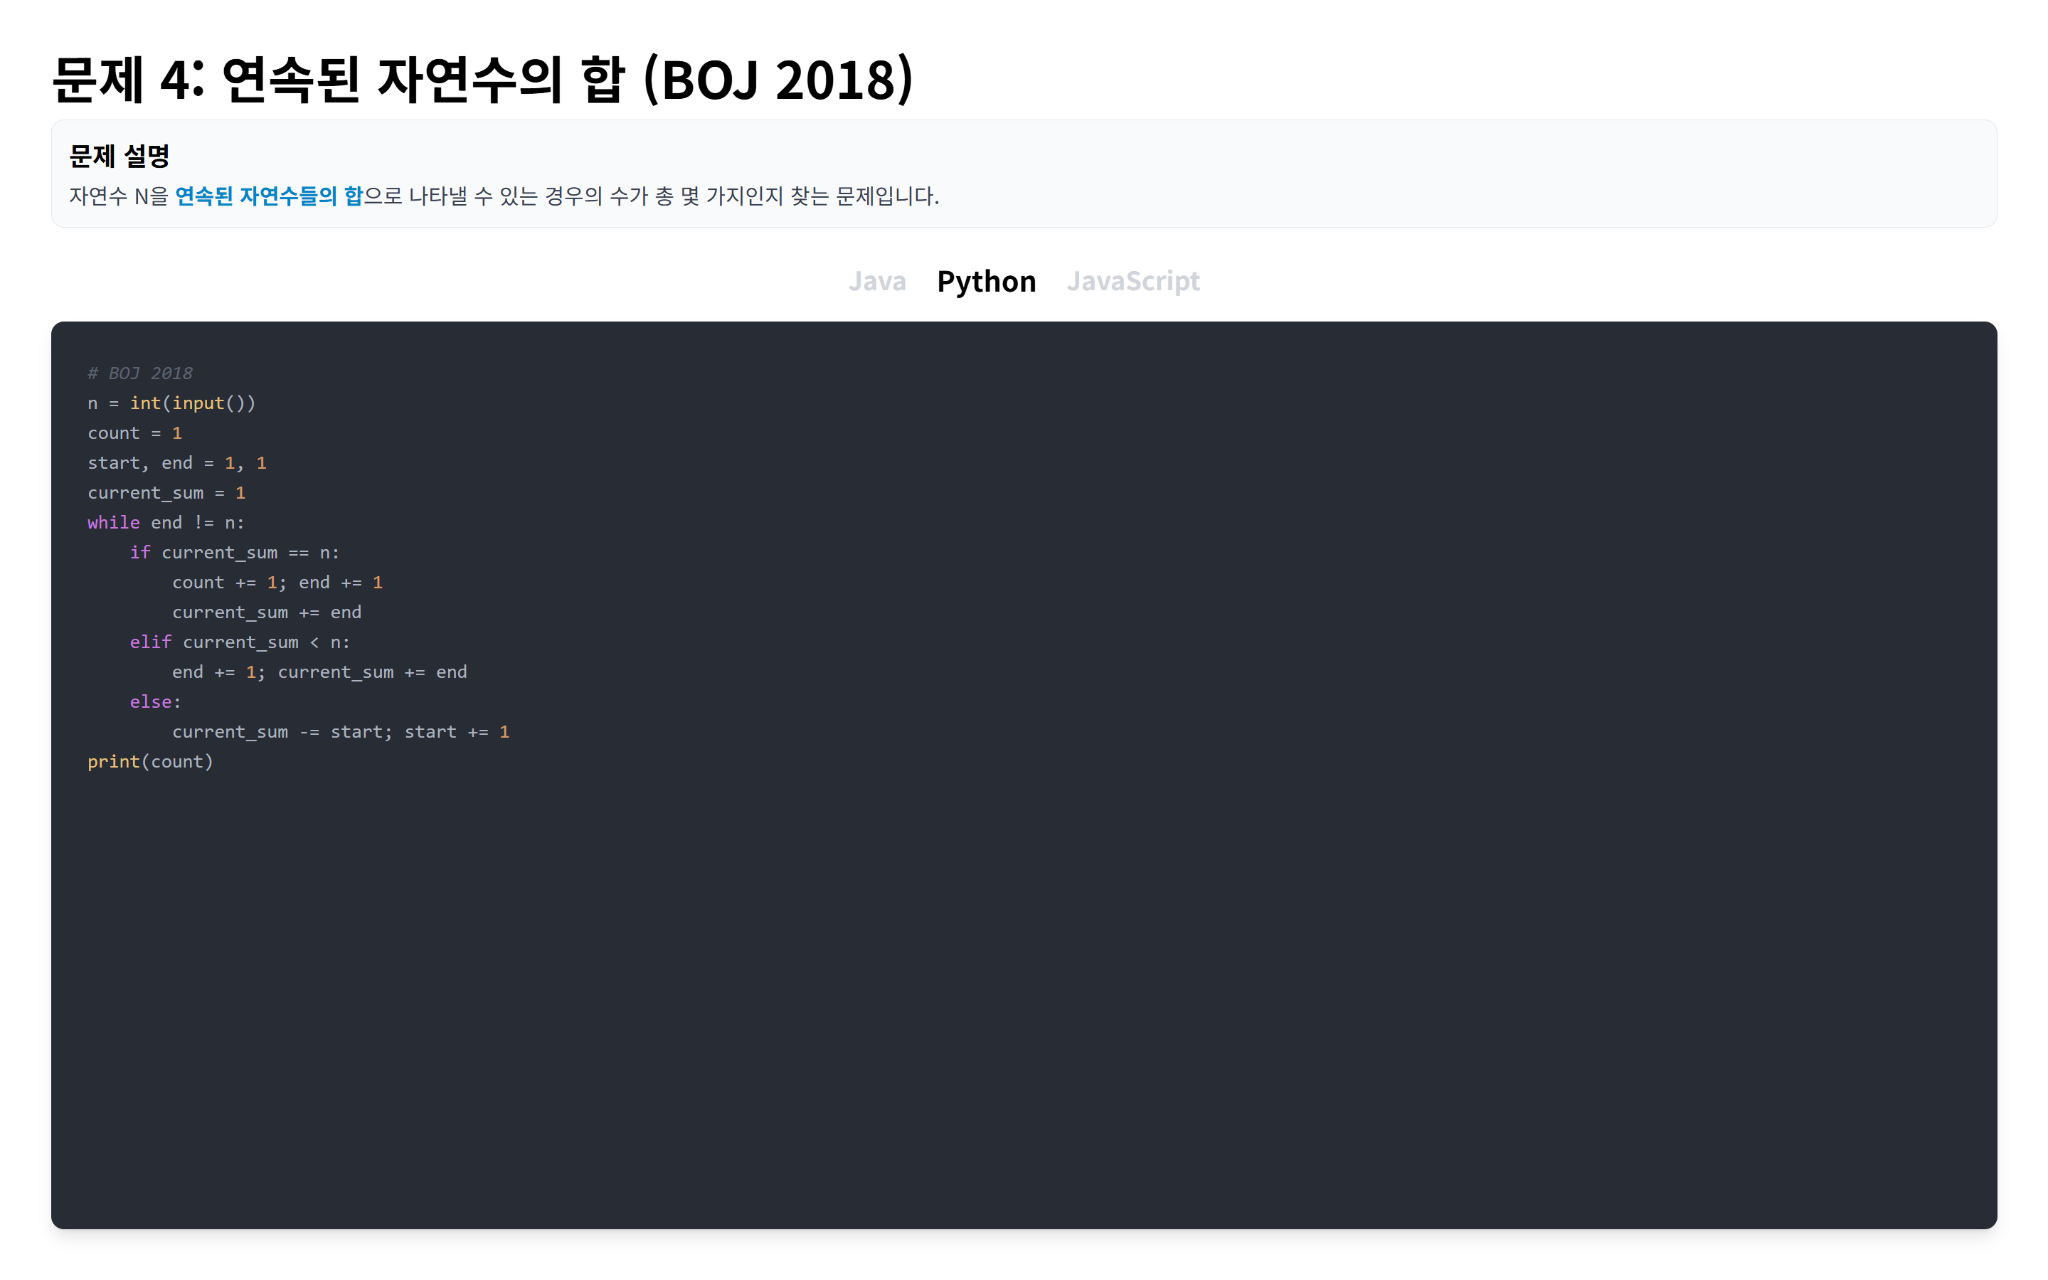 문제 4: 연속된 자연수의 합 (BOJ 2018)
문제 설명
자연수 N을 연속된 자연수들의 합으로 나타낼 수 있는 경우의 수가 총 몇 가지인지 찾는 문제입니다.
Java Python JavaScript
# BOJ 2018
n = int(input())
count = 1
start, end = 1, 1
current_sum = 1
while end != n:
    if current_sum == n:
        count += 1; end += 1
        current_sum += end
    elif current_sum < n:
        end += 1; current_sum += end
    else:
        current_sum -= start; start += 1
print(count)